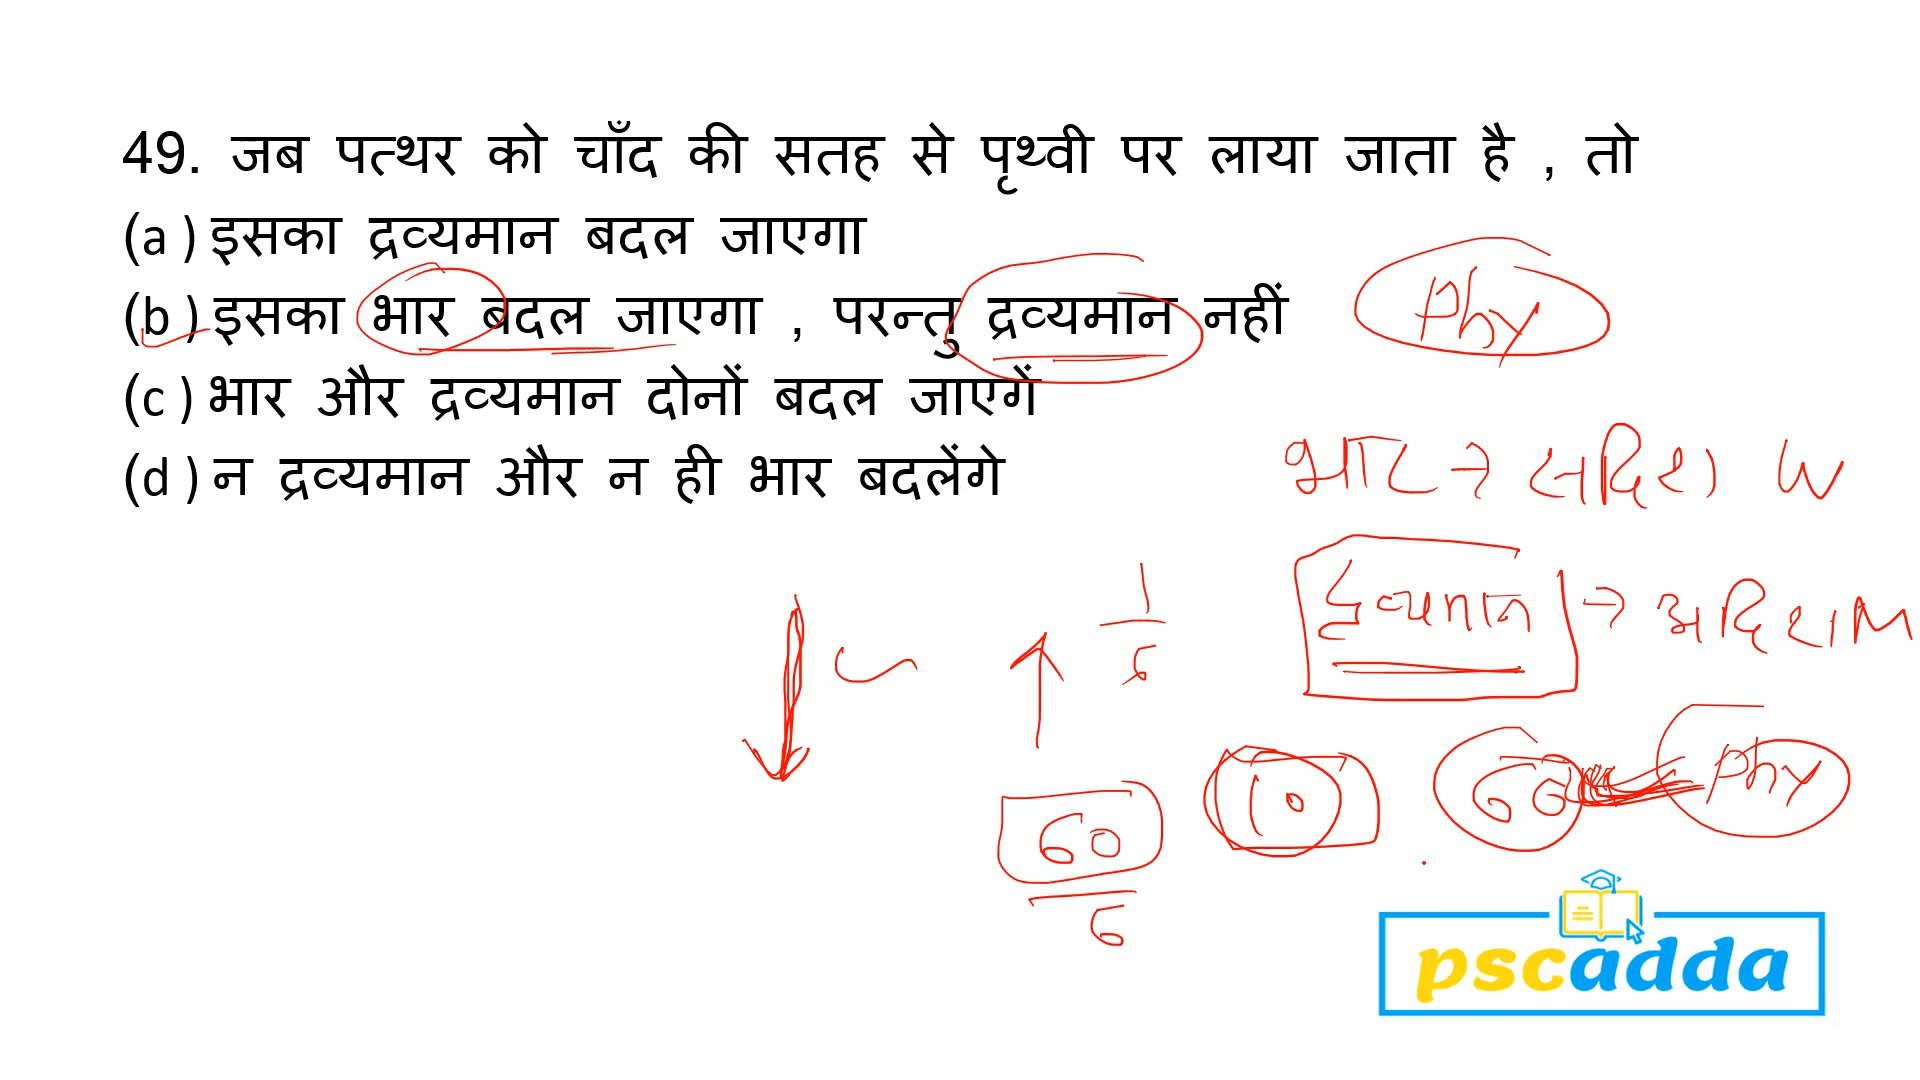 49. जब पत्थर को चाँद की सतह से पृथ्वी पर लाया जाता है , तो
(a ) इसका द्रव्यमान बदल जाएगा
(b ) इसका भार बदल जाएगा , परन्तु द्रव्यमान नहीं
Phy
(c ) भार और द्रव्यमान दोनों बदल जाएगें
(d ) न द्रव्यमान और न ही भार बदलेंगे
भार → सदिश W
1/6
द्रव्यमान → अदिश M
60/6
10
60
Phy
pscadda